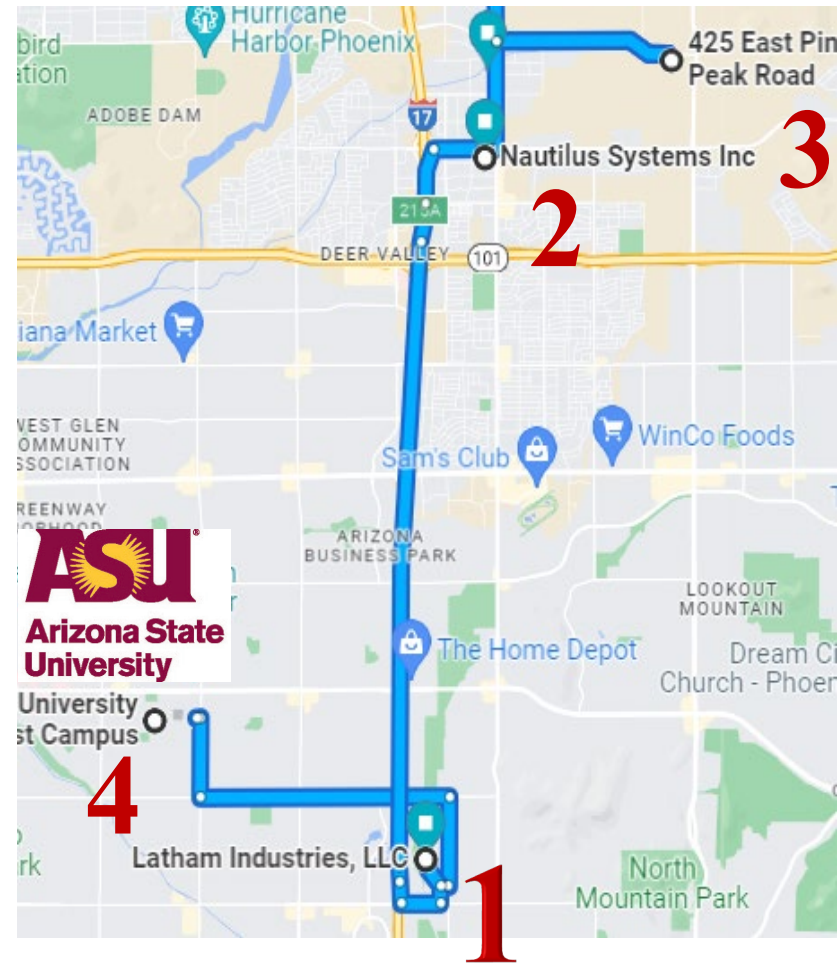 Hurricane
Harbor Phoenix
bird
ation
425 East Pin
Peak Road
ADOBE DAM
17
3
Nautilus Systems Inc
215A
2
DEER VALLEY
101
iana Market
WEST GLEN
OMMUNITY
SSOCIATION
Sam's Club
WinCo Foods
REENWAY
ARIZONA
BUSINESS PARK
ASU
Arizona State
University
LOOKOUT
MOUNTAIN
The Home Depot
Dream Ci
Church - Phoen
University
st Campus
4
Latham Industries, LLC
rk
North
Mountain Park
1